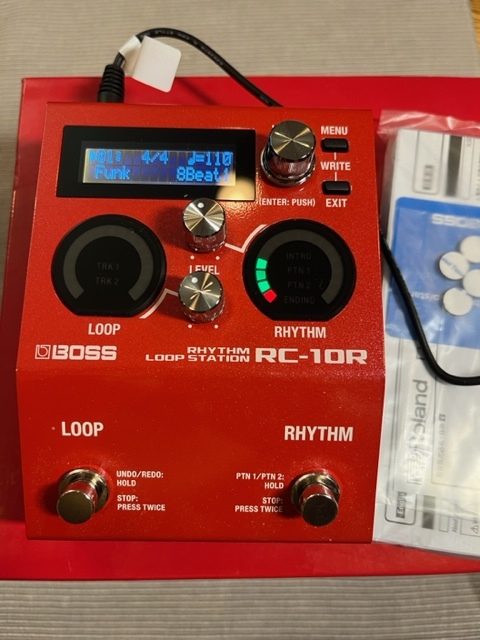 MENU
WRITE
EXIT
(ENTER: PUSH)
01: 4/4 ♩=110
Funk 8Beat
TRK 1
TRK 2
LEVEL
INTRO
PTN 1
PTN 2
ENDING
LOOP
RHYTHM
BOSS
RHYTHM
LOOP STATION
RC-10R
LOOP
RHYTHM
UNDO/REDO:
HOLD
STOP:
PRESS TWICE
PTN 1/PTN 2:
HOLD
STOP:
PRESS TWICE
BOSS
Roland